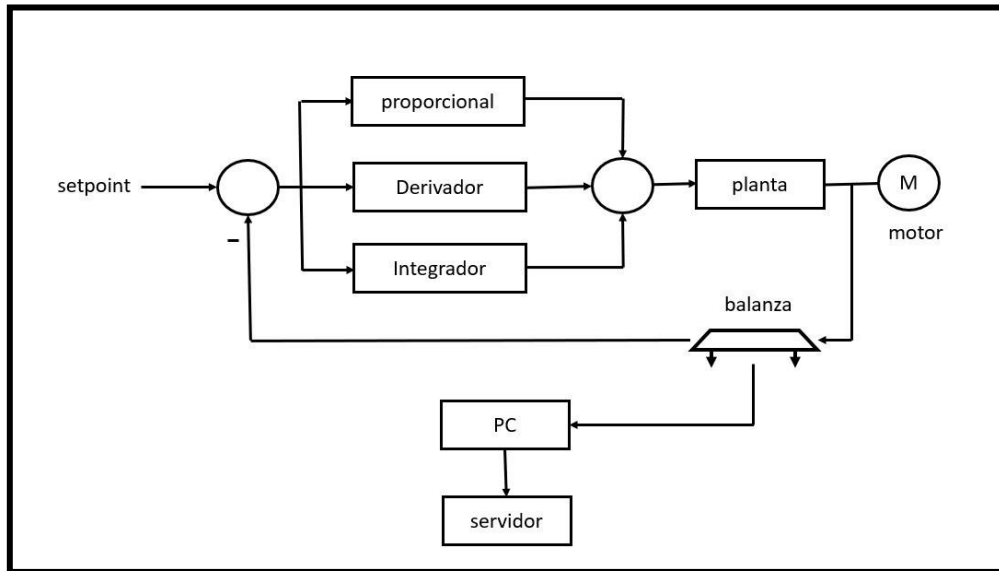 proporcional
setpoint
Derivador
planta
M
motor
–
Integrador
balanza
PC
servidor